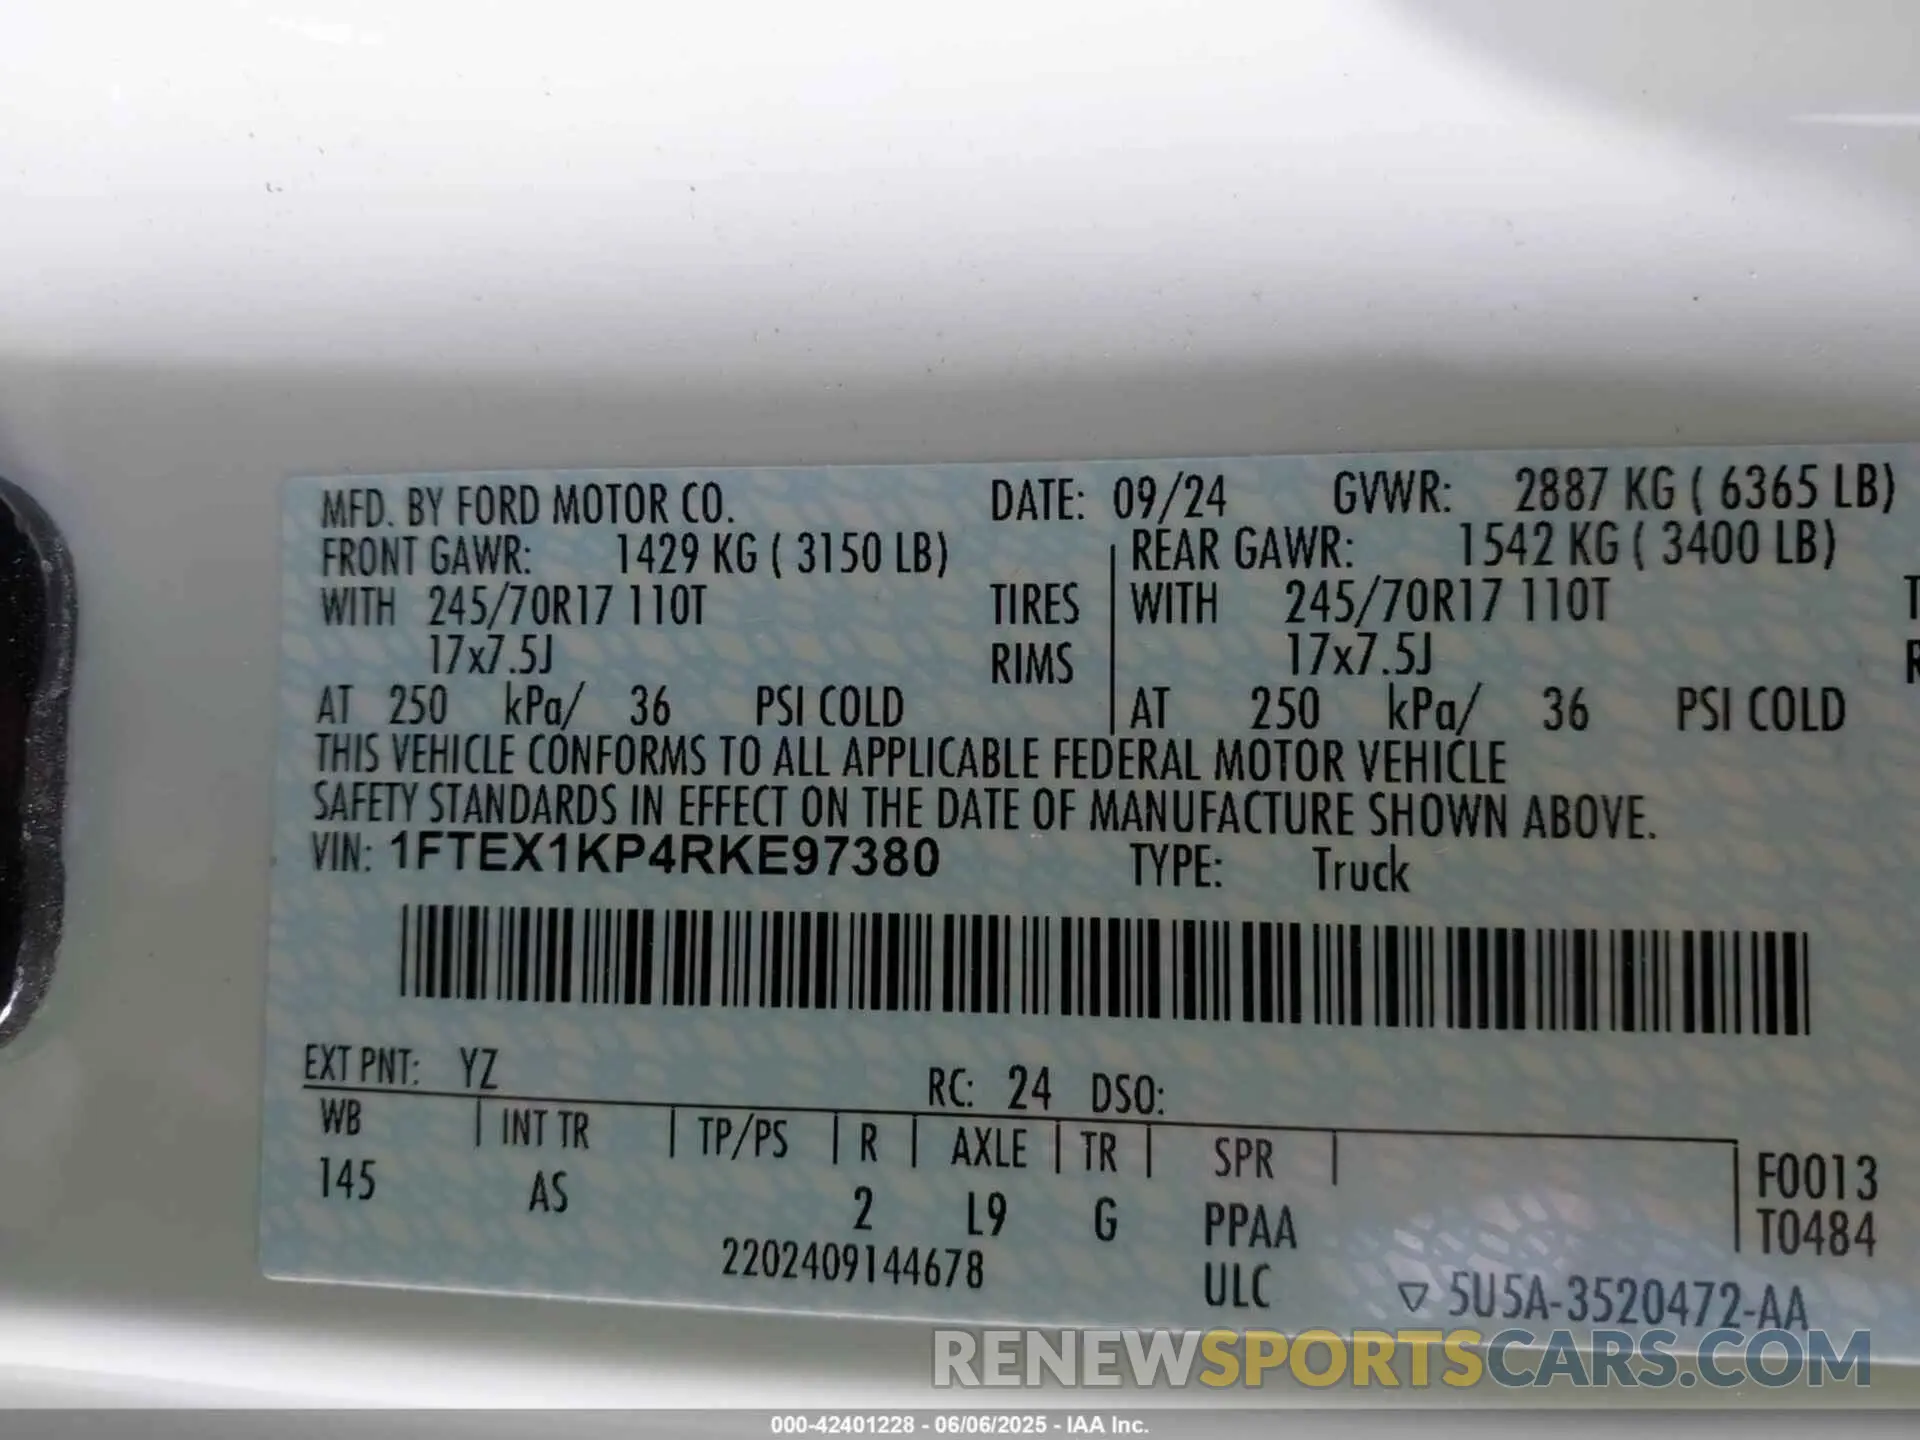 MFD. BY FORD MOTOR CO. DATE: 09/24 GVWR: 2887 KG ( 6365 LB)
FRONT GAWR: 1429 KG ( 3150 LB) REAR GAWR: 1542 KG ( 3400 LB)
WITH 245/70R17 110T TIRES WITH 245/70R17 110T T
17x7.5J RIMS 17x7.5J R
AT 250 kPa/ 36 PSI COLD AT 250 kPa/ 36 PSI COLD
THIS VEHICLE CONFORMS TO ALL APPLICABLE FEDERAL MOTOR VEHICLE
SAFETY STANDARDS IN EFFECT ON THE DATE OF MANUFACTURE SHOWN ABOVE.
VIN: 1FTEX1KP4RKE97380 TYPE: Truck
EXT PNT: YZ RC: 24 DSO:
WB INT TR TP/PS R AXLE TR SPR F0013
145 AS 2 L9 G PPAA T0484
2202409144678 ULC ▽ 5U5A-3520472-AA
RENEWSPORTSCARS.COM
000-42401228 - 06/06/2025 - IAA Inc.